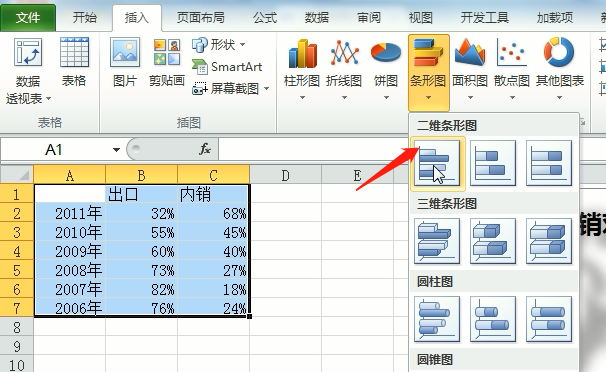 文件 开始 插入 页面布局 公式 数据 审阅 视图 开发工具 加载项
数据透视表 表格 图片 剪贴画 形状 SmartArt 屏幕截图 柱形图 折线图 饼图 条形图 面积图 散点图 其他图表
表格 插图
二维条形图
A1 fx
A B C D E
1 出口 内销
2 2011年 32% 68%
3 2010年 55% 45%
三维条形图
4 2009年 60% 40%
5 2008年 73% 27%
圆柱图
6 2007年 82% 18%
7 2006年 76% 24%
8
9
圆锥图
10